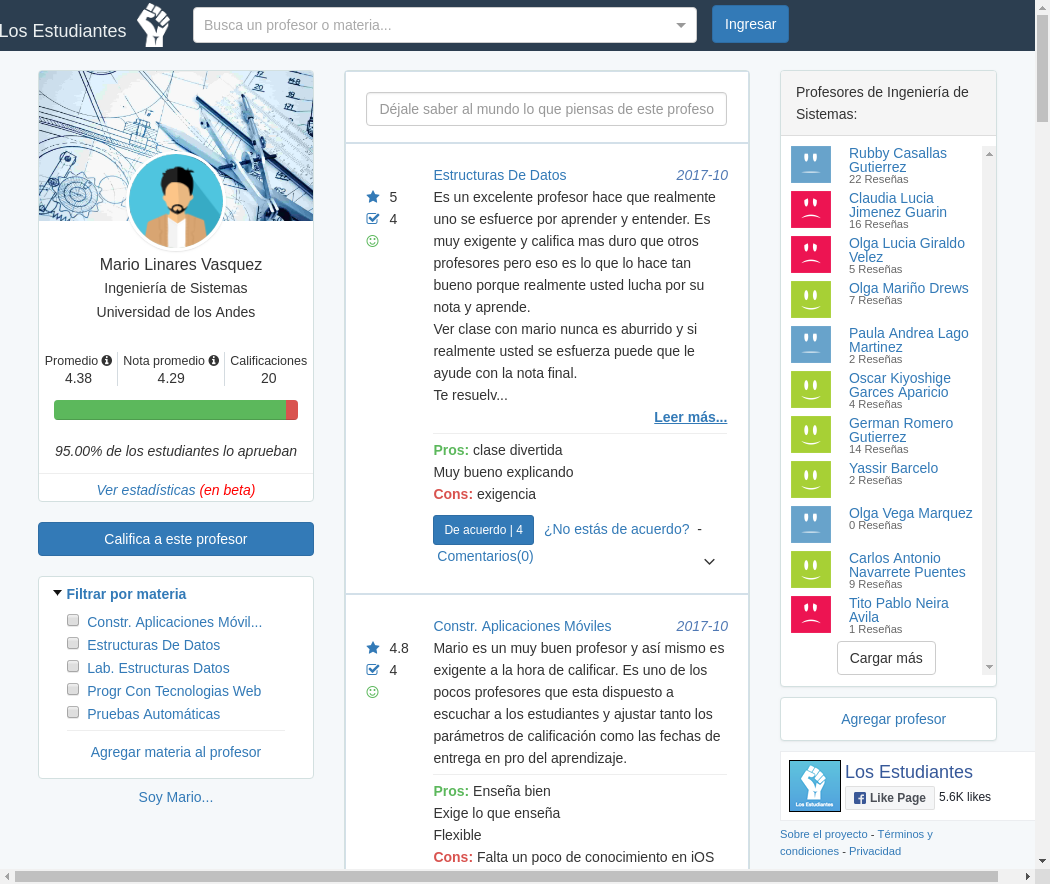 Los Estudiantes
Busca un profesor o materia...
Ingresar
Mario Linares Vasquez
Ingeniería de Sistemas
Universidad de los Andes
Promedio Nota promedio Calificaciones
4.38 4.29 20
95.00% de los estudiantes lo aprueban
Ver estadísticas (en beta)
Califica a este profesor
Filtrar por materia
Constr. Aplicaciones Móvil...
Estructuras De Datos
Lab. Estructuras Datos
Progr Con Tecnologias Web
Pruebas Automáticas
Agregar materia al profesor
Soy Mario...
Déjale saber al mundo lo que piensas de este profeso
Estructuras De Datos 2017-10
5
4
Es un excelente profesor hace que realmente
uno se esfuerce por aprender y entender. Es
muy exigente y califica mas duro que otros
profesores pero eso es lo que lo hace tan
bueno porque realmente usted lucha por su
nota y aprende.
Ver clase con mario nunca es aburrido y si
realmente usted se esfuerza puede que le
ayude con la nota final.
Te resuelv...
Leer más...
Pros: clase divertida
Muy bueno explicando
Cons: exigencia
De acuerdo | 4 ¿No estás de acuerdo? -
Comentarios(0)
Constr. Aplicaciones Móviles 2017-10
4.8
4
Mario es un muy buen profesor y así mismo es
exigente a la hora de calificar. Es uno de los
pocos profesores que esta dispuesto a
escuchar a los estudiantes y ajustar tanto los
parámetros de calificación como las fechas de
entrega en pro del aprendizaje.
Pros: Enseña bien
Exige lo que enseña
Flexible
Cons: Falta un poco de conocimiento en iOS
Profesores de Ingeniería de
Sistemas:
Rubby Casallas
Gutierrez
22 Reseñas
Claudia Lucia
Jimenez Guarin
16 Reseñas
Olga Lucia Giraldo
Velez
5 Reseñas
Olga Mariño Drews
7 Reseñas
Paula Andrea Lago
Martinez
2 Reseñas
Oscar Kiyoshige
Garces Aparicio
4 Reseñas
German Romero
Gutierrez
14 Reseñas
Yassir Barcelo
2 Reseñas
Olga Vega Marquez
0 Reseñas
Carlos Antonio
Navarrete Puentes
9 Reseñas
Tito Pablo Neira
Avila
1 Reseñas
Cargar más
Agregar profesor
Los Estudiantes
Los Estudiantes
Like Page 5.6K likes
Sobre el proyecto - Términos y
condiciones - Privacidad